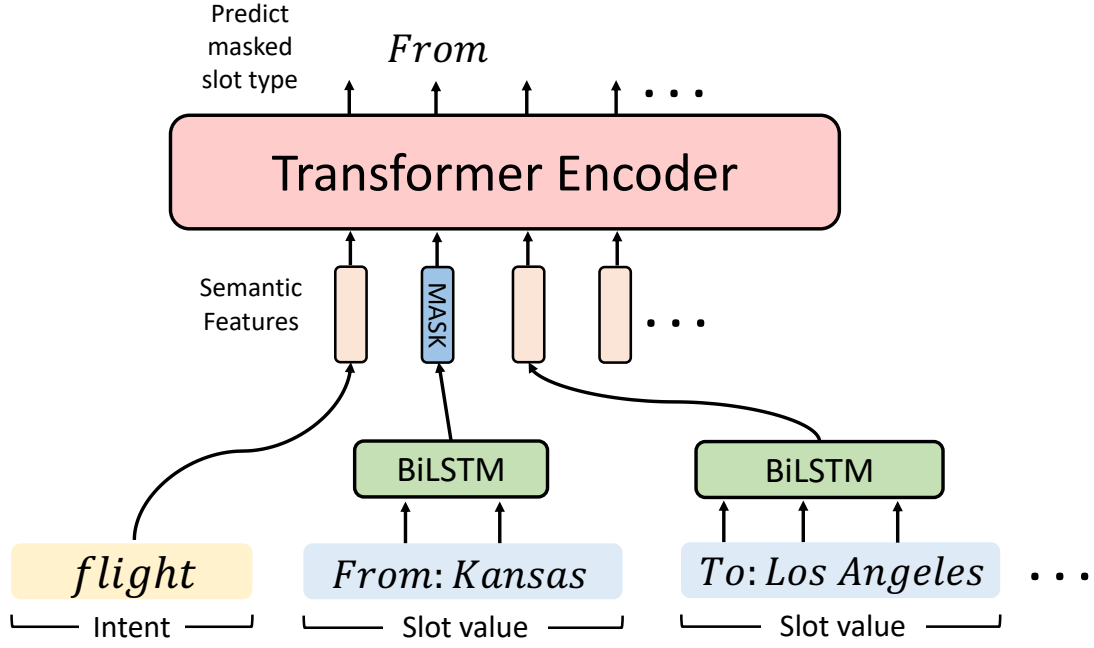 Predict
masked
slot type
From
. . .
Transformer Encoder
Semantic
Features
MASK
. . .
BiLSTM
BiLSTM
flight
From: Kansas
To: Los Angeles
. . .
Intent
Slot value
Slot value